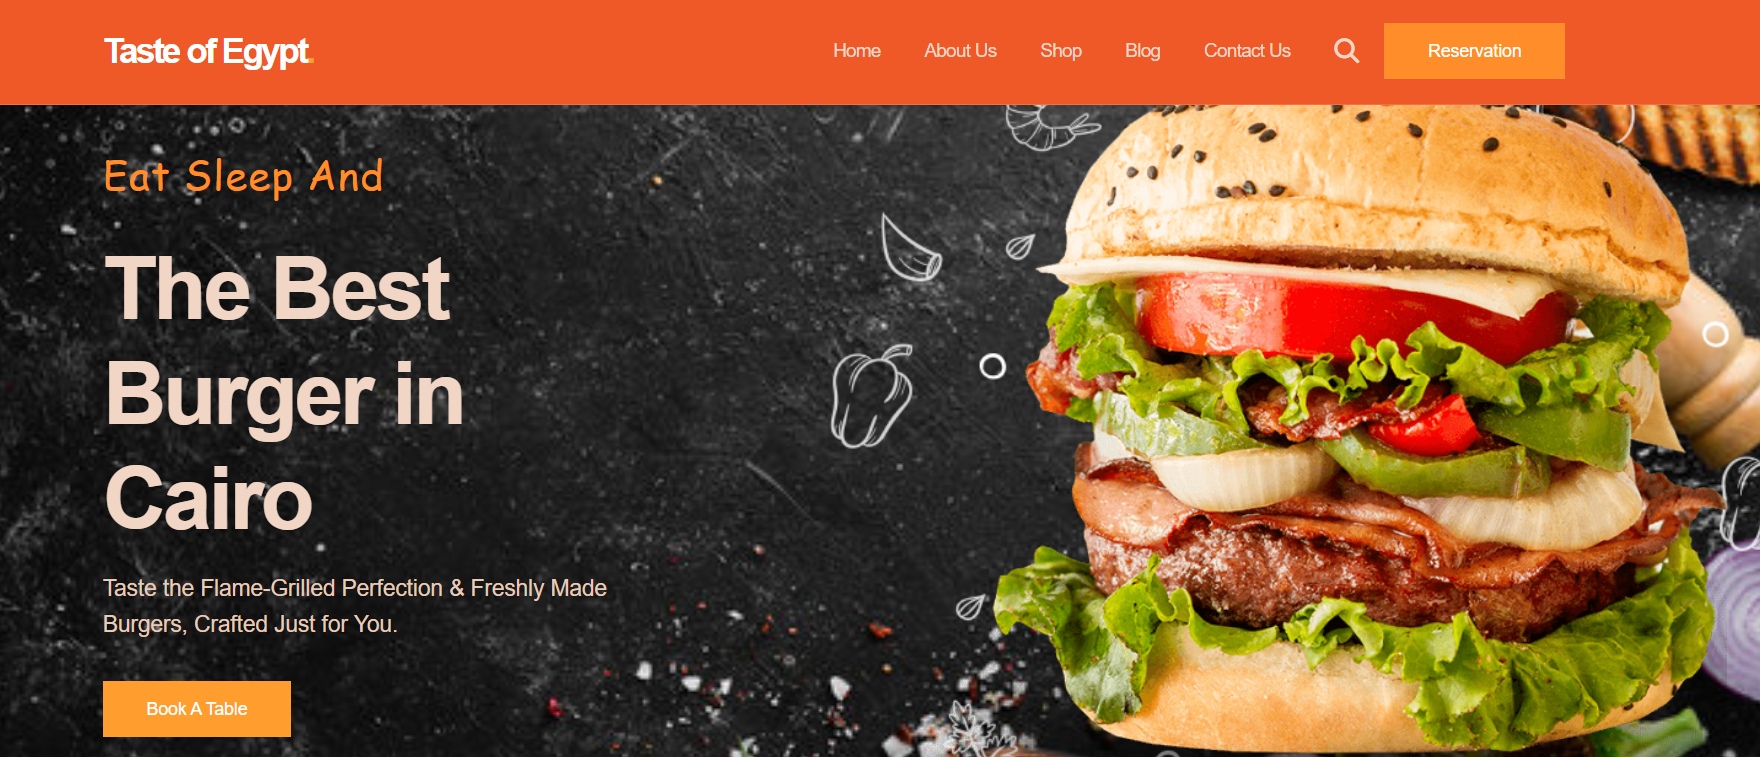 Taste of Egypt.
Home About Us Shop Blog Contact Us Reservation
Eat Sleep And
The Best
Burger in
Cairo
Taste the Flame-Grilled Perfection & Freshly Made
Burgers, Crafted Just for You.
Book A Table